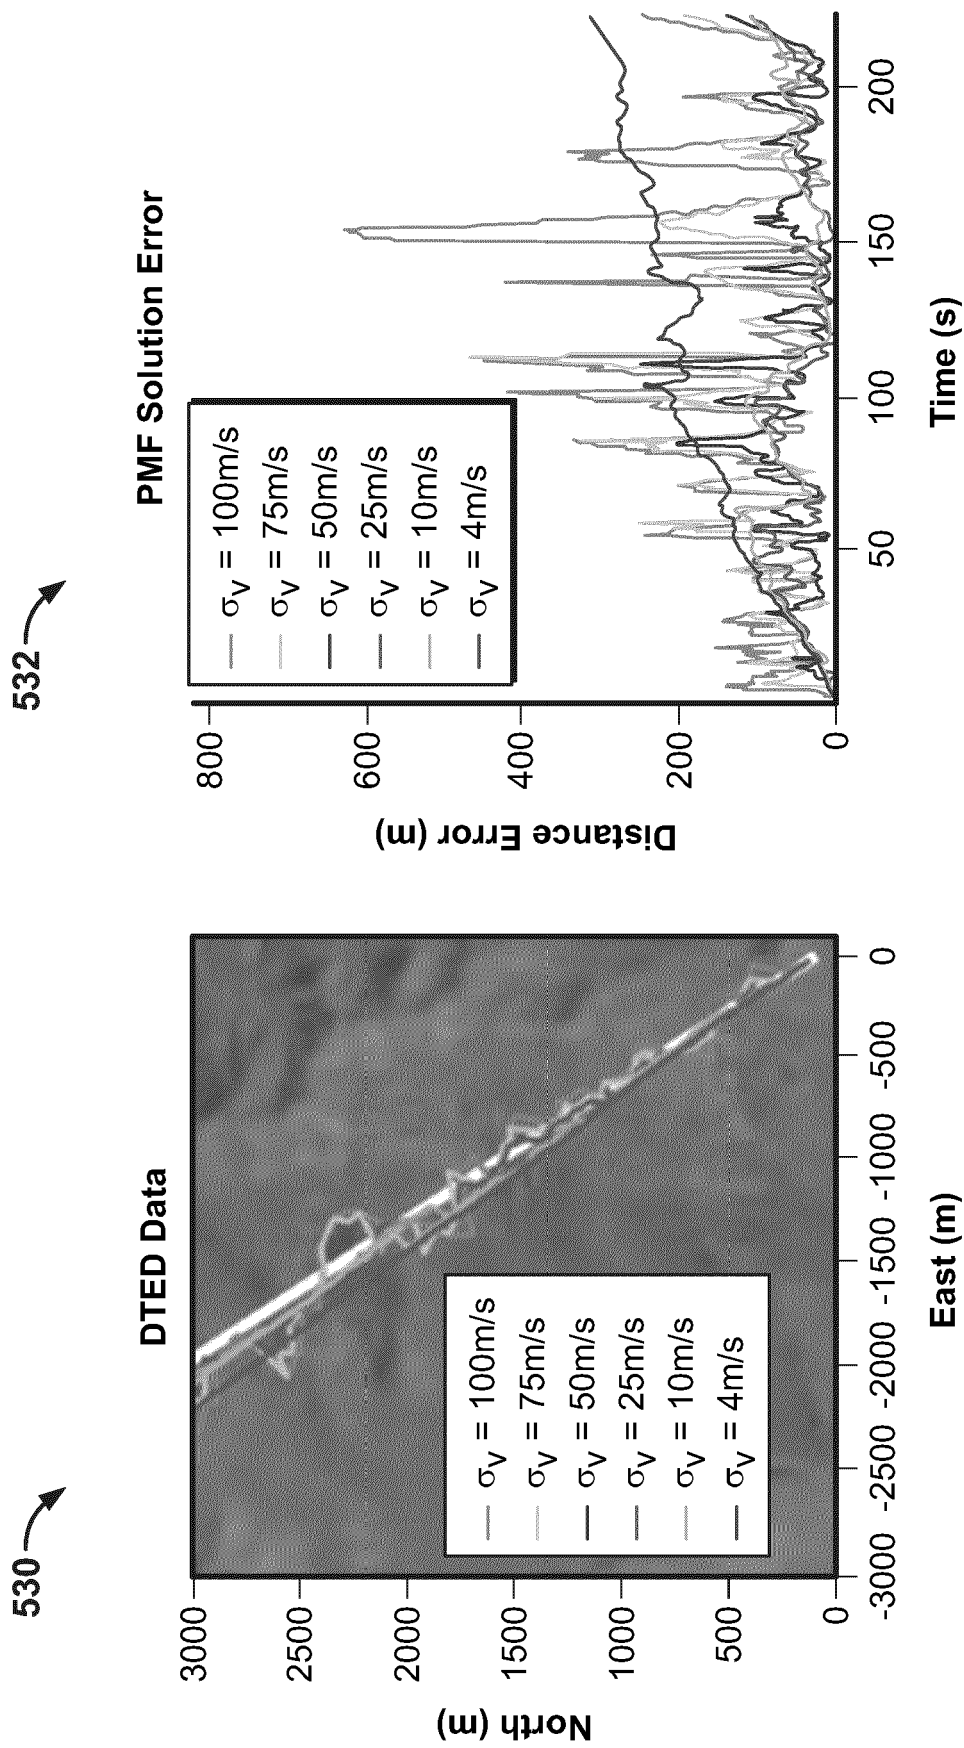 530
DTED Data
North (m)
3000
2500
2000
1500
1000
500
0
σv = 100m/s
σv = 75m/s
σv = 50m/s
σv = 25m/s
σv = 10m/s
σv = 4m/s
-3000 -2500 -2000 -1500 -1000 -500 0
East (m)
532
PMF Solution Error
Distance Error (m)
800
600
400
200
0
σv = 100m/s
σv = 75m/s
σv = 50m/s
σv = 25m/s
σv = 10m/s
σv = 4m/s
50 100 150 200
Time (s)